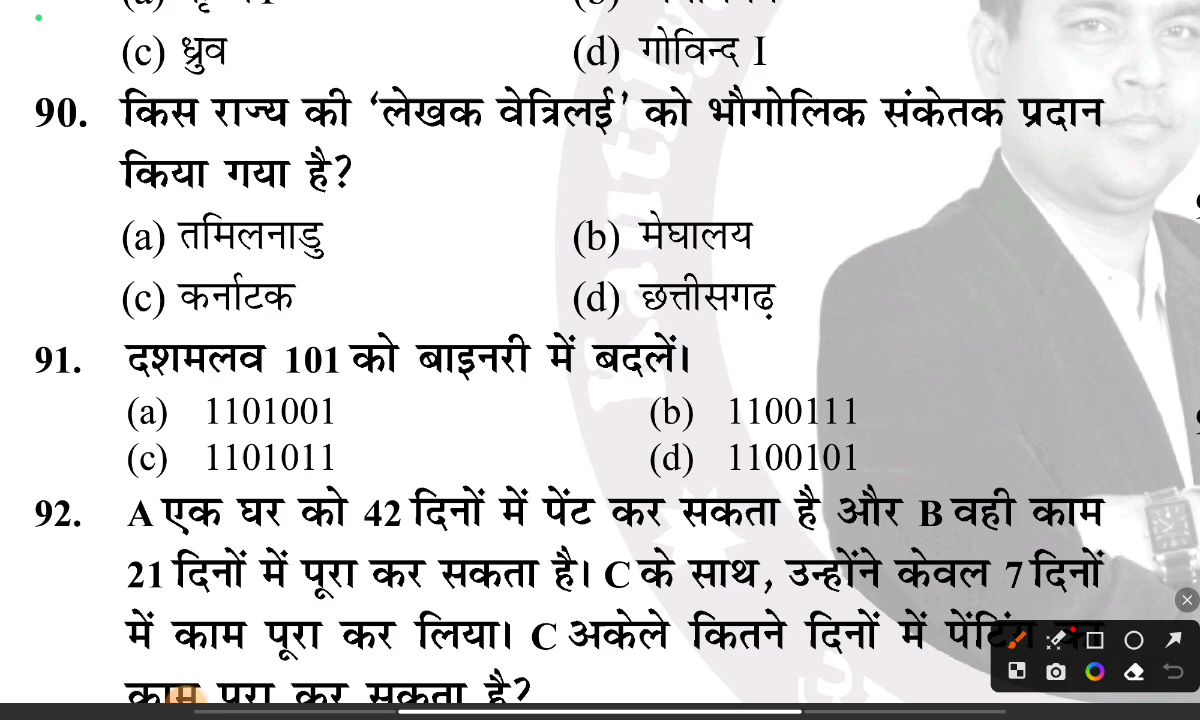 (c) ध्रुव (d) गोविन्द I
90. किस राज्य की ‘लेखक वेत्रिलई’ को भौगोलिक संकेतक प्रदान
किया गया है?
(a) तमिलनाडु (b) मेघालय
(c) कर्नाटक (d) छत्तीसगढ़
91. दशमलव 101 को बाइनरी में बदलें।
(a) 1101001 (b) 1100111
(c) 1101011 (d) 1100101
92. A एक घर को 42 दिनों में पेंट कर सकता है और B वही काम
21 दिनों में पूरा कर सकता है। C के साथ, उन्होंने केवल 7 दिनों
में काम पूरा कर लिया। C अकेले कितने दिनों में पेंटिंग का
काम पूरा कर सकता है?